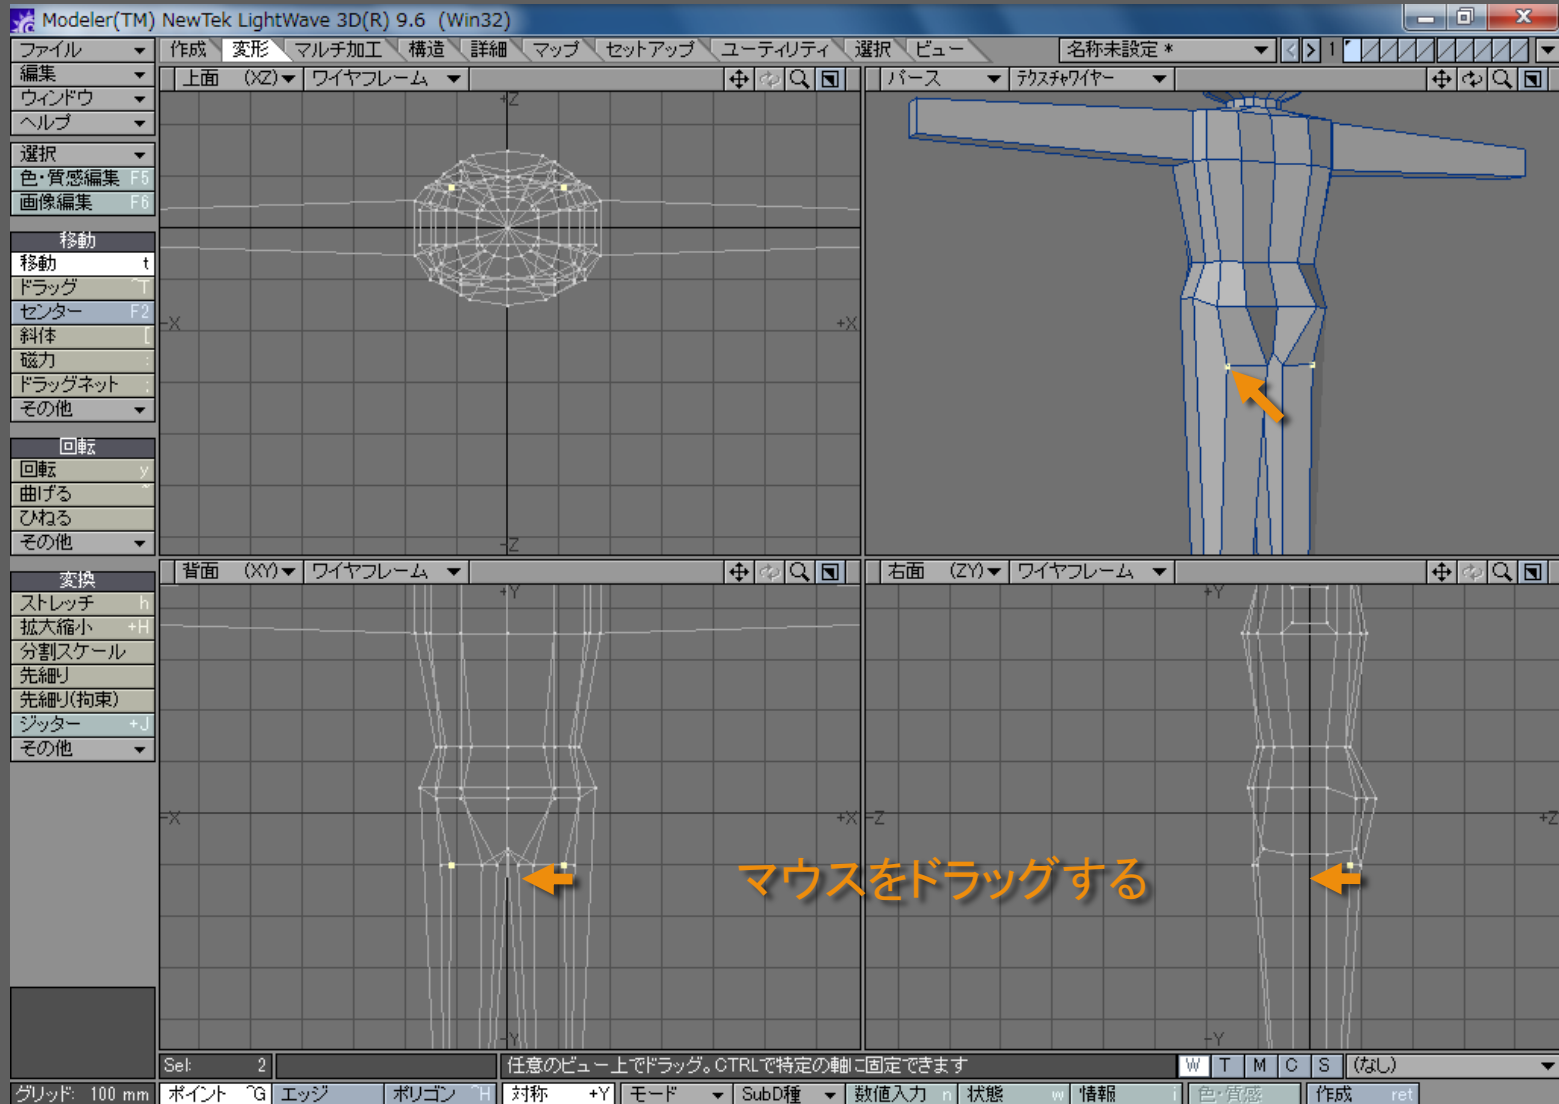 Modeler(TM) NewTek LightWave 3D(R) 9.6 (Win32)
ファイル
作成 変形 マルチ加工 構造 詳細 マップ セットアップ ユーティリティ 選択 ビュー
名称未設定 *
1
編集
ウィンドウ
ヘルプ
選択
色・質感編集 F5
画像編集 F6
移動
移動 t
ドラッグ ^T
センター F2
斜体 [
磁力 :
ドラッグネット ;
その他
回転
回転 y
曲げる ~
ひねる
その他
変換
ストレッチ h
拡大縮小 +H
分割スケール
先細り
先細り(拘束)
ジッター +J
その他
上面 (XZ) ワイヤフレーム
+Z
-X
+X
-Z
パース テクスチャワイヤー
背面 (XY) ワイヤフレーム
+Y
-X
+X
-Y
右面 (ZY) ワイヤフレーム
+Y
-Z
+Z
-Y
マウスをドラッグする
Sel: 2
任意のビュー上でドラッグ。CTRLで特定の軸に固定できます
W T M C S (なし)
グリッド: 100 mm
ポイント ^G エッジ ポリゴン ^H 対称 +Y モード SubD種 数値入力 n 状態 w 情報 i 色・質感 作成 ret